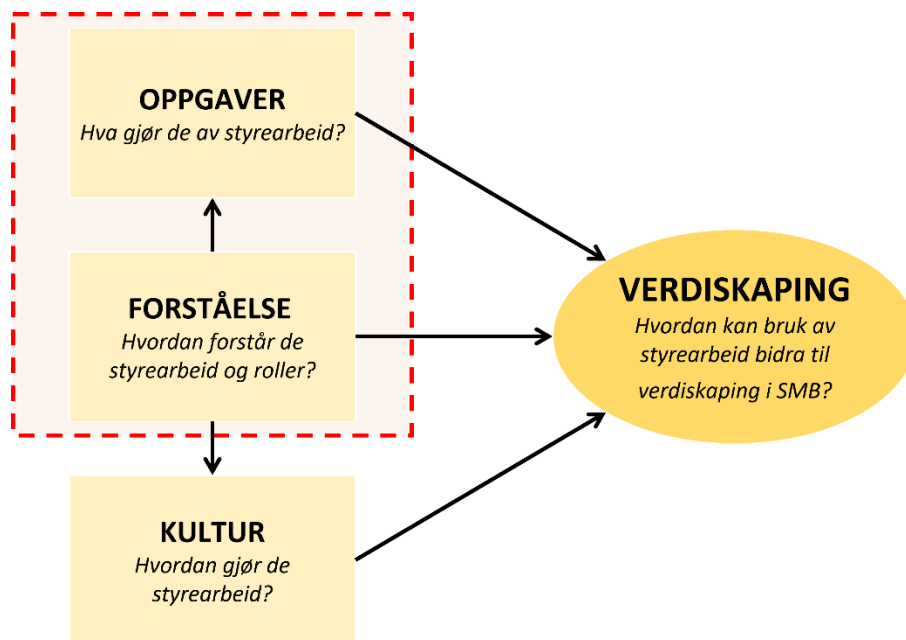 OPPGAVER
Hva gjør de av styrearbeid?
FORSTÅELSE
Hvordan forstår de
styrearbeid og roller?
KULTUR
Hvordan gjør de
styrearbeid?
VERDISKAPING
Hvordan kan bruk av
styrearbeid bidra til
verdiskaping i SMB?